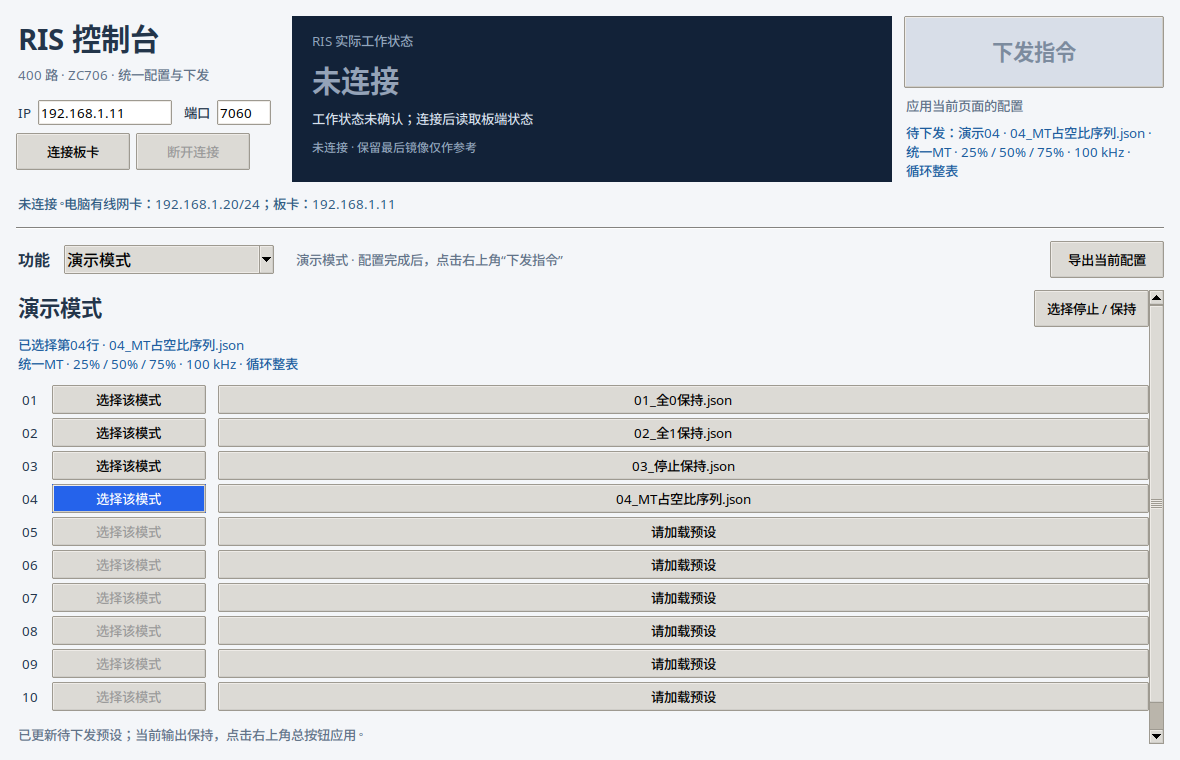 RIS 控制台
400 路 · ZC706 · 统一配置与下发
IP 192.168.1.11 端口 7060
连接板卡 断开连接
RIS 实际工作状态
未连接
工作状态未确认；连接后读取板端状态
未连接 · 保留最后镜像仅作参考
下发指令
应用当前页面的配置
待下发：演示04 · 04_MT占空比序列.json ·
统一MT · 25% / 50% / 75% · 100 kHz ·
循环整表
未连接。电脑有线网卡：192.168.1.20/24；板卡：192.168.1.11
功能 演示模式 演示模式 · 配置完成后，点击右上角“下发指令” 导出当前配置
演示模式 选择停止 / 保持
已选择第04行 · 04_MT占空比序列.json
统一MT · 25% / 50% / 75% · 100 kHz · 循环整表
01 选择该模式 01_全0保持.json
02 选择该模式 02_全1保持.json
03 选择该模式 03_停止保持.json
04 选择该模式 04_MT占空比序列.json
05 选择该模式 请加载预设
06 选择该模式 请加载预设
07 选择该模式 请加载预设
08 选择该模式 请加载预设
09 选择该模式 请加载预设
10 选择该模式 请加载预设
已更新待下发预设；当前输出保持，点击右上角总按钮应用。